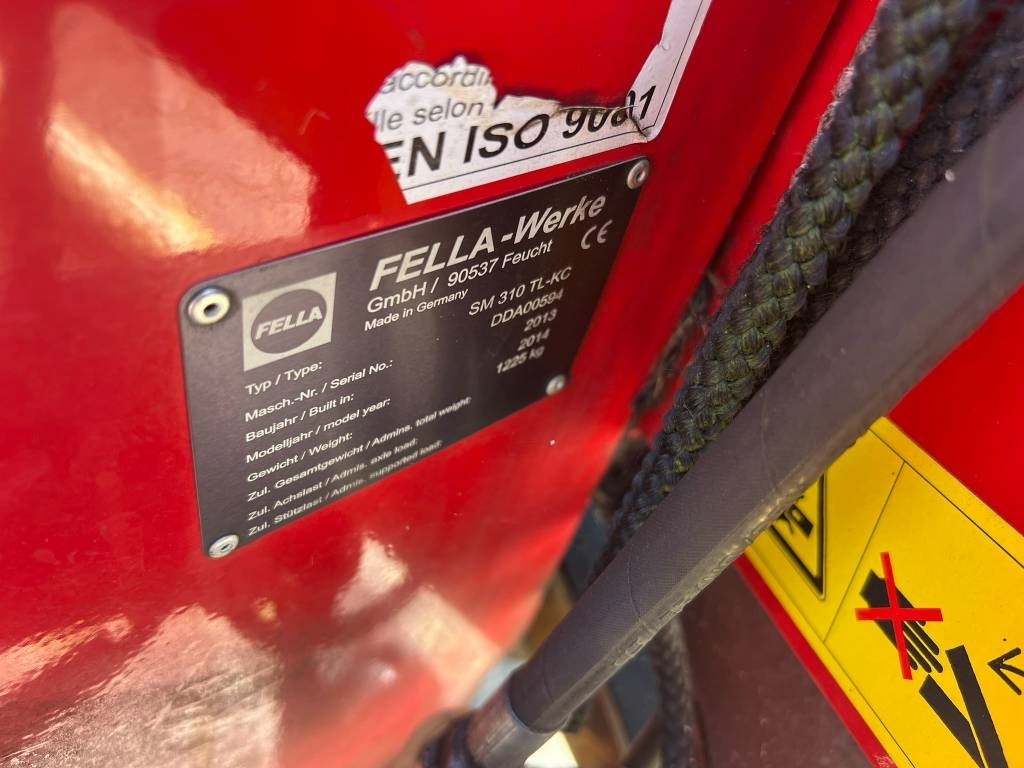 accordi
lle selon
EN ISO 9001
FELLA-Werke
GmbH / 90537 Feucht
Made in Germany
CE
FELLA
Typ / Type: SM 310 TL-KC
Masch.-Nr. / Serial No.: DDA00594
Baujahr / Built in: 2013
Modelljahr / model year: 2014
Gewicht / Weight: 1225 kg
Zul. Gesamtgewicht / Admins. total weight:
Zul. Achslast / Admis. axle load:
Zul. Stützlast / Admis. supported load: